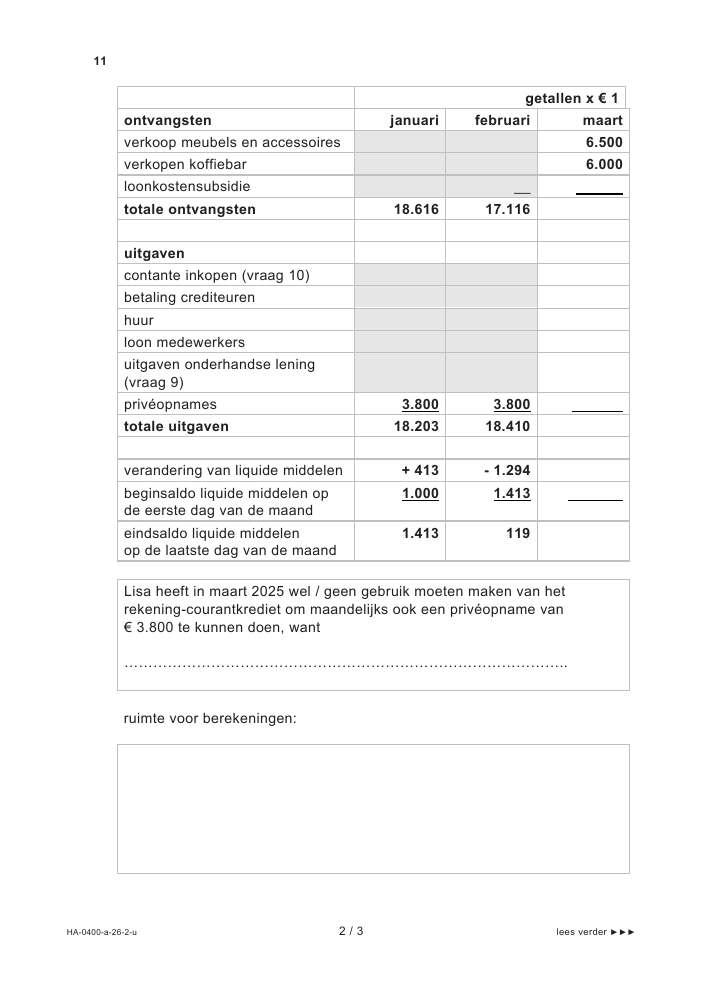 11
getallen x € 1
ontvangsten januari februari maart
verkoop meubels en accessoires 6.500
verkopen koffiebar 6.000
loonkostensubsidie __ ______
totale ontvangsten 18.616 17.116
uitgaven
contante inkopen (vraag 10)
betaling crediteuren
huur
loon medewerkers
uitgaven onderhandse lening
(vraag 9)
privéopnames 3.800 3.800 ______
totale uitgaven 18.203 18.410
verandering van liquide middelen + 413 - 1.294
beginsaldo liquide middelen op 1.000 1.413 ______
de eerste dag van de maand
eindsaldo liquide middelen 1.413 119
op de laatste dag van de maand
Lisa heeft in maart 2025 wel / geen gebruik moeten maken van het
rekening-courantkrediet om maandelijks ook een privéopname van
€ 3.800 te kunnen doen, want
…………………………………………………………………………………..
ruimte voor berekeningen:
HA-0400-a-26-2-u 2 / 3 lees verder ►►►